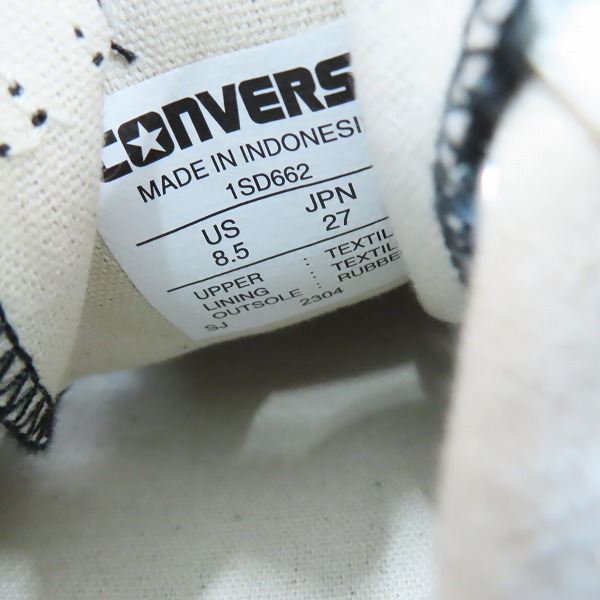 CONVERS
MADE IN INDONESI
1SD662
US JPN
8.5 27
UPPER : TEXTIL
LINING : TEXTIL
OUTSOLE : RUBBE
SJ 2304